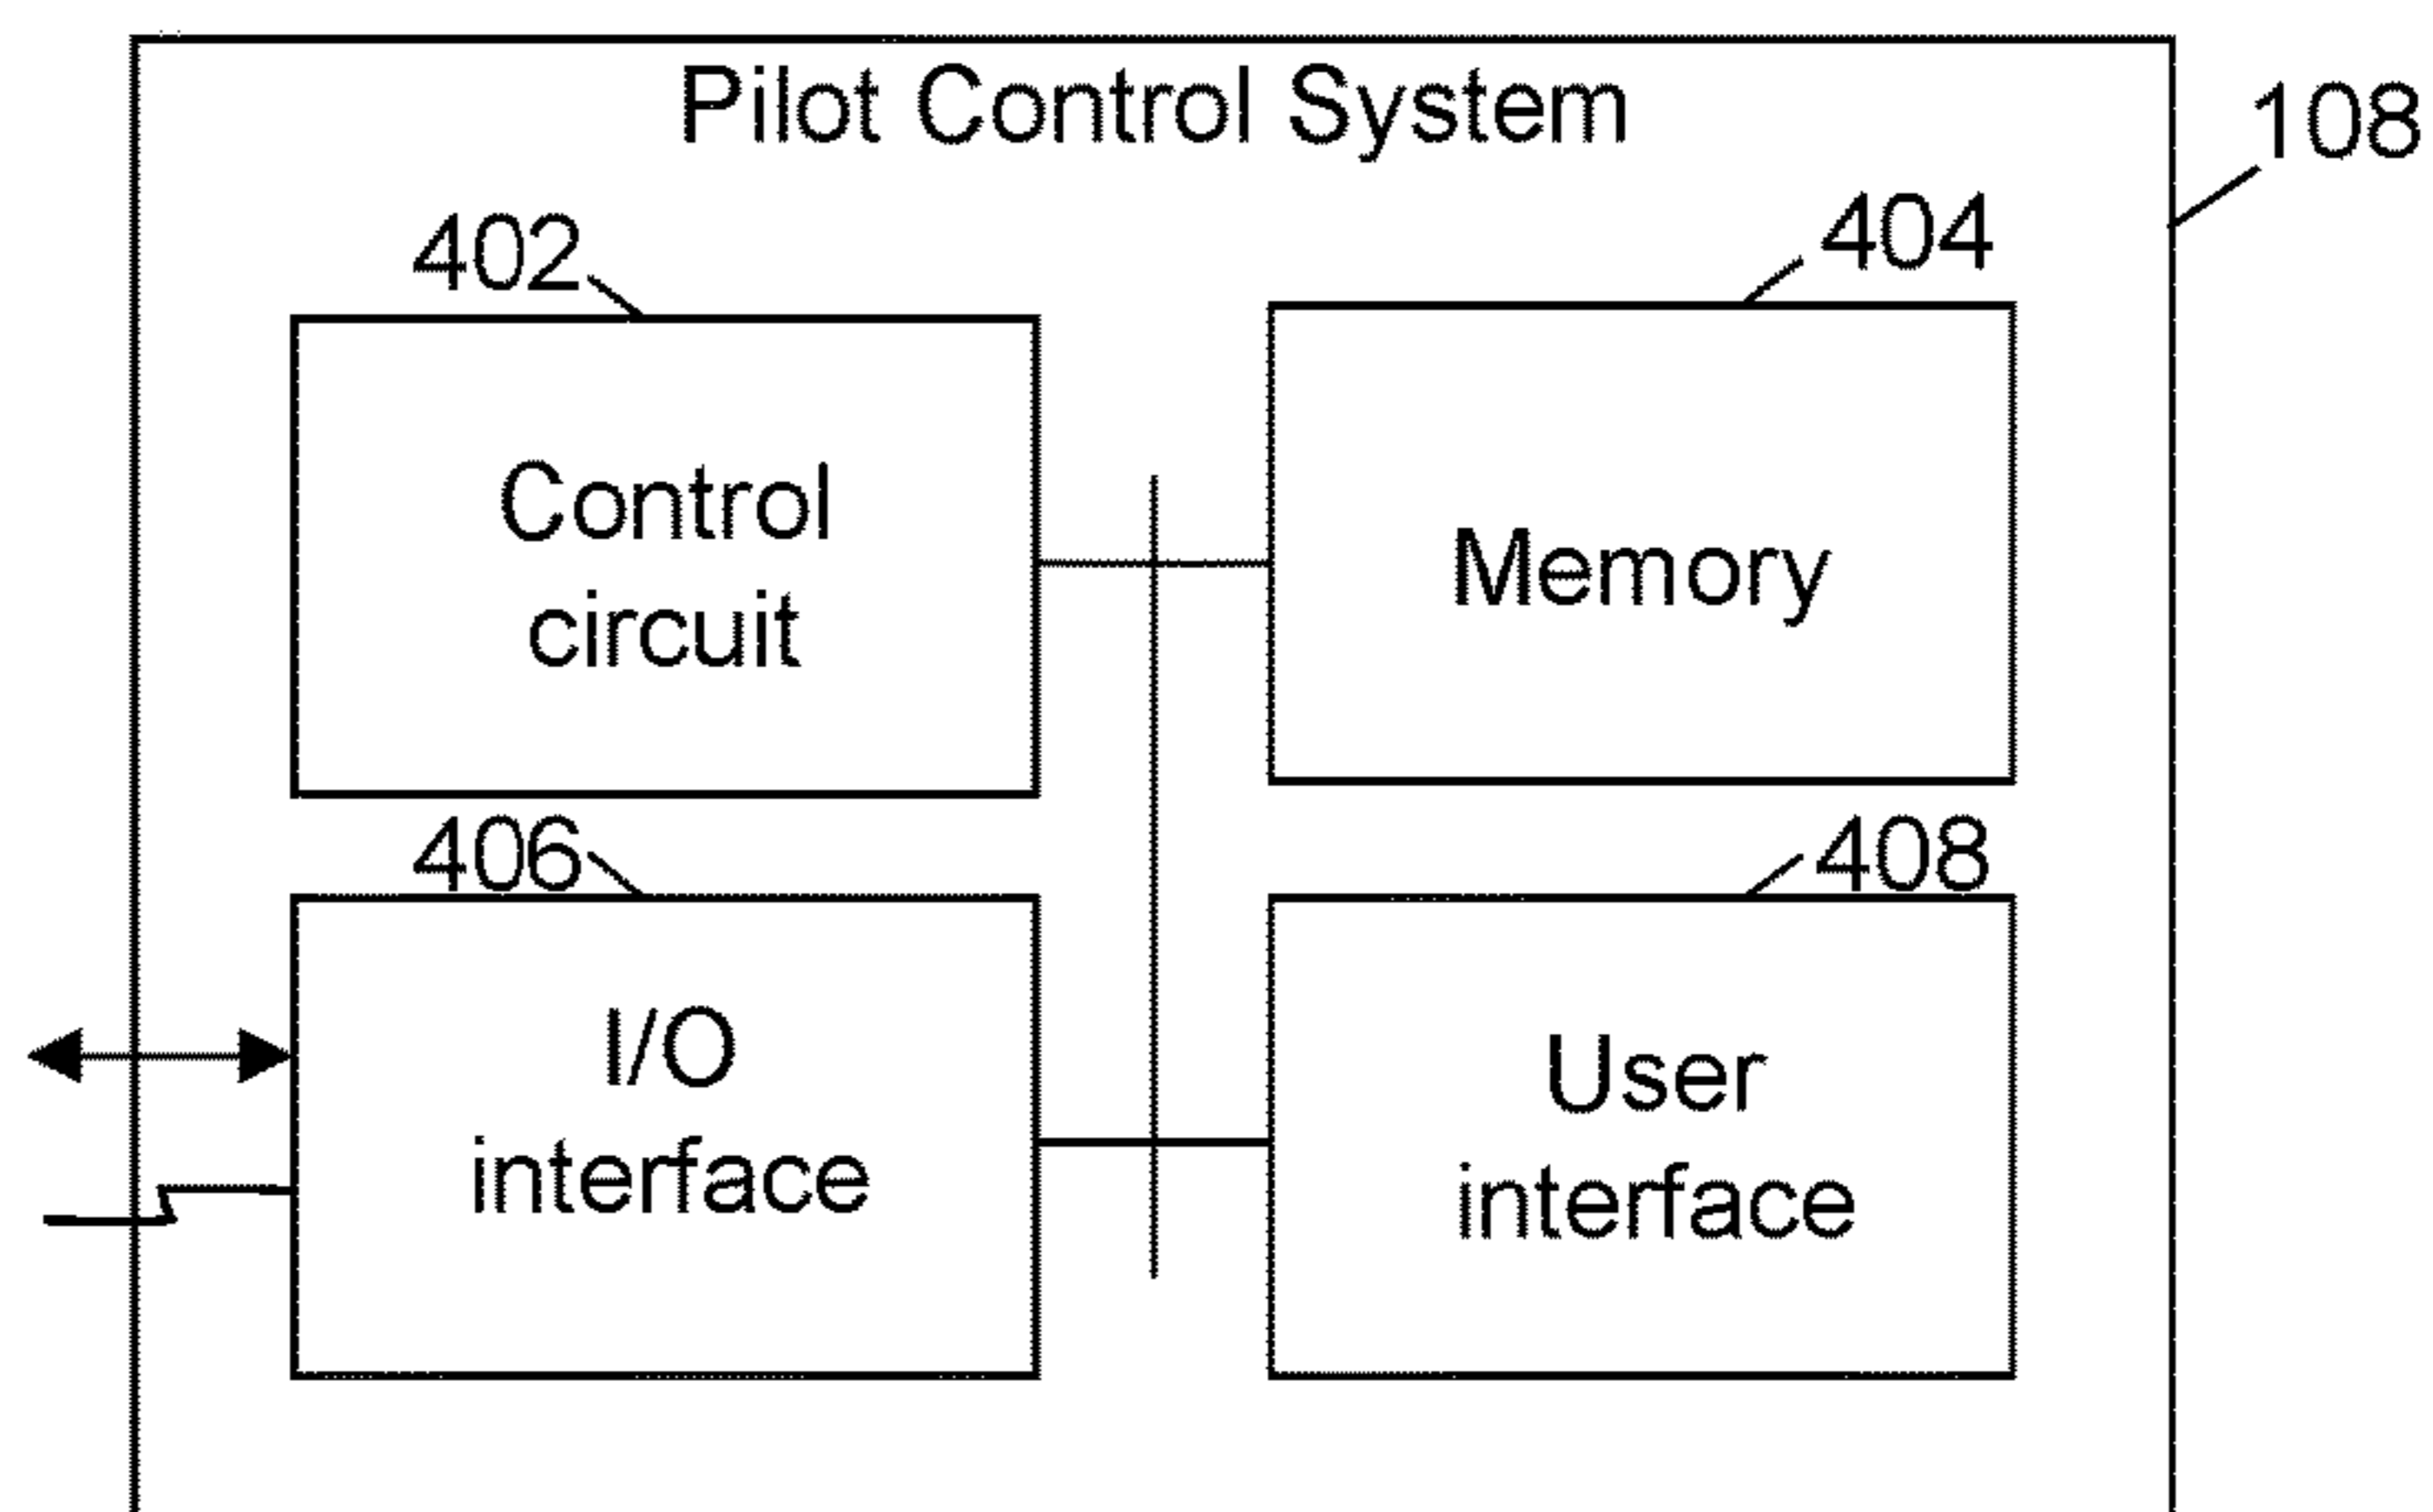 Pilot Control System
108
402
404
Control
circuit
Memory
406
408
I/O
interface
User
interface